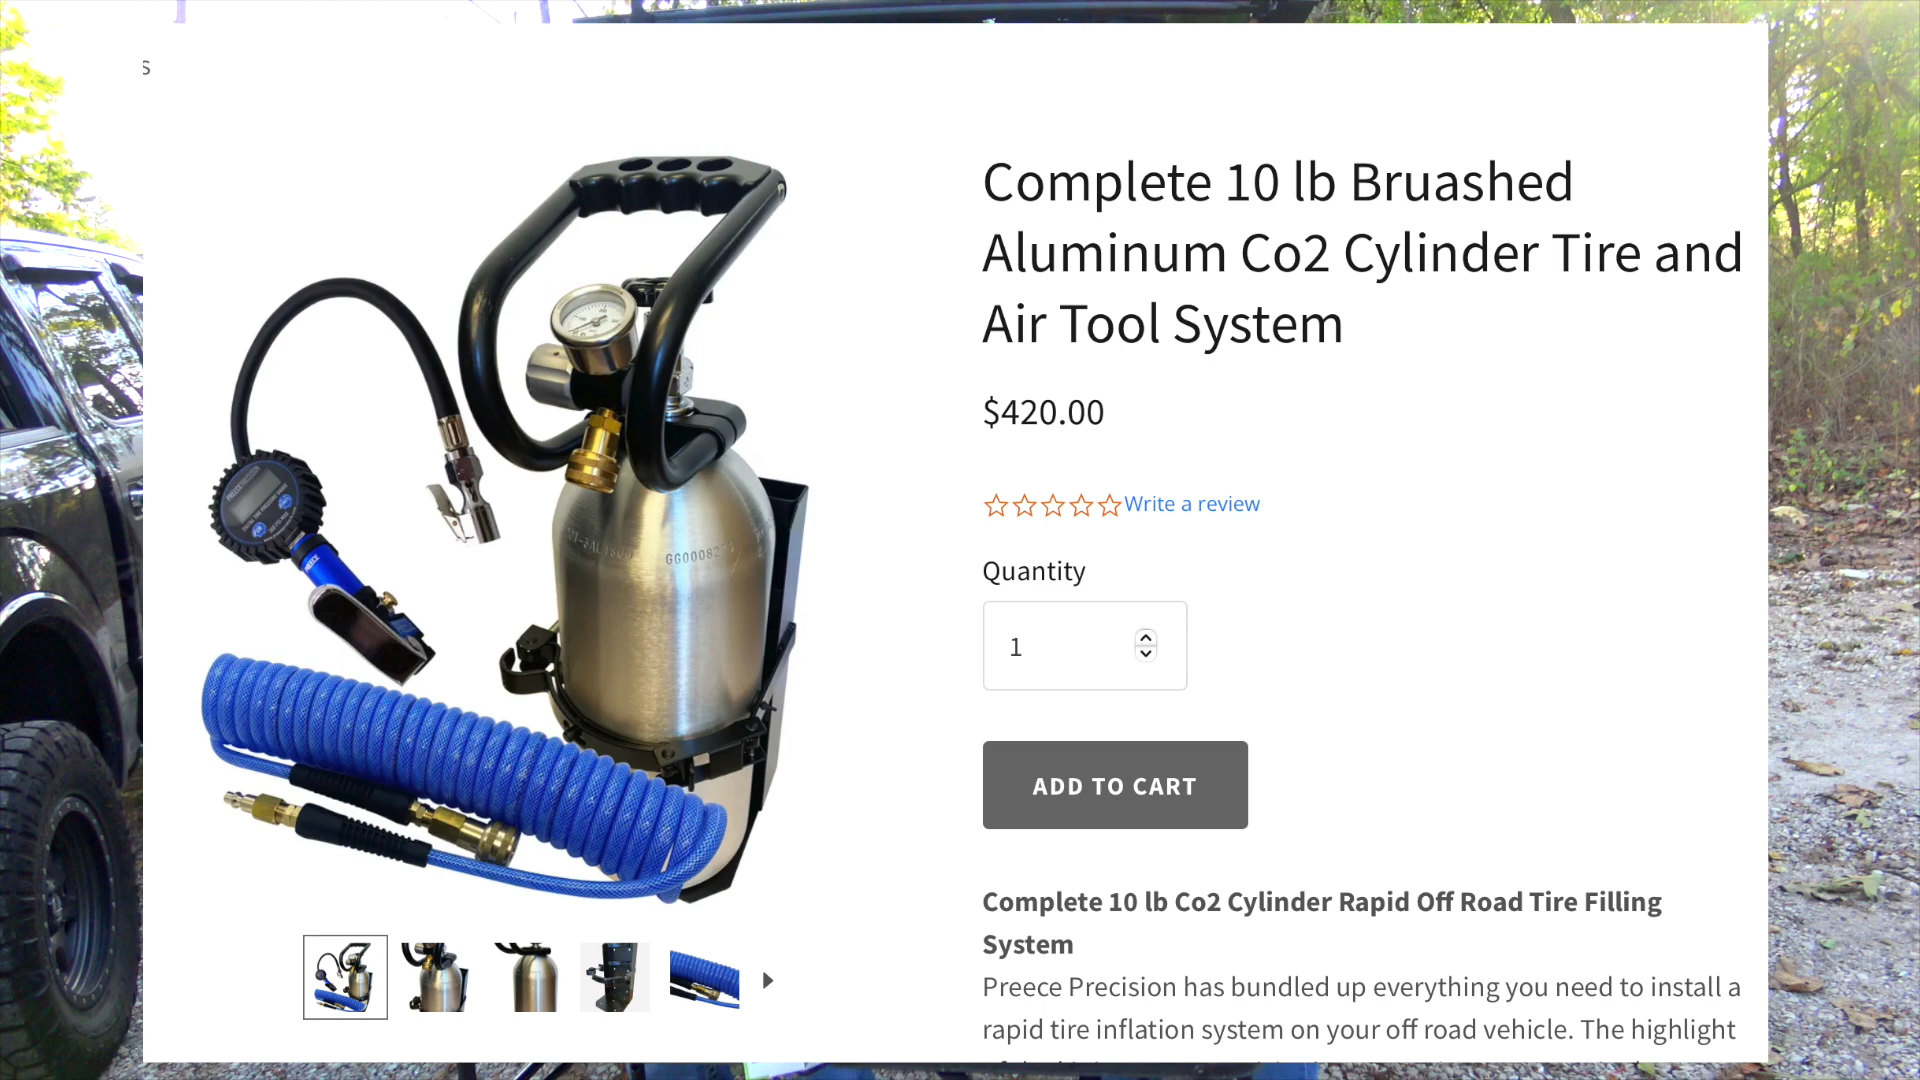 s
Complete 10 lb Bruashed
Aluminum Co2 Cylinder Tire and
Air Tool System
$420.00
Write a review
Quantity
1
ADD TO CART
Complete 10 lb Co2 Cylinder Rapid Off Road Tire Filling
System
Preece Precision has bundled up everything you need to install a
rapid tire inflation system on your off road vehicle. The highlight